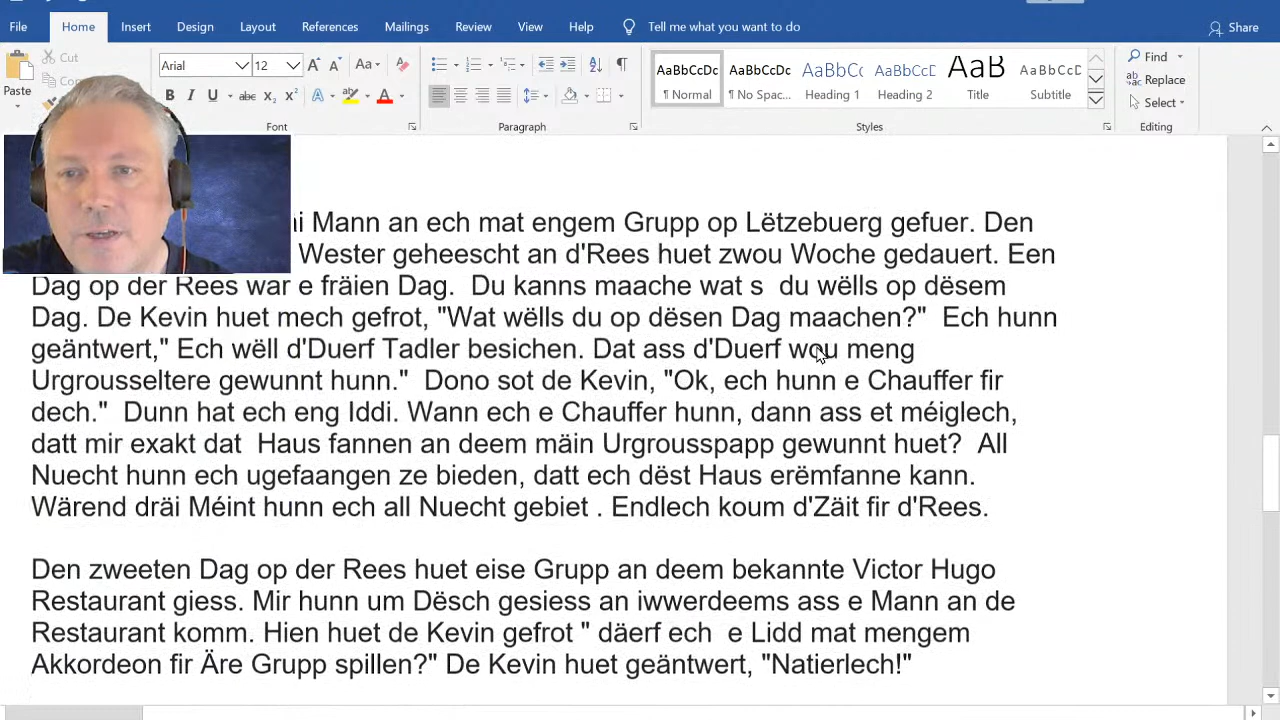 File Home Insert Design Layout References Mailings Review View Help Tell me what you want to do Share
Cut
Paste
Arial 12 Aa
B I U abc x₂ x² A A
AaBbCcDc AaBbCcDc AaBbCc AaBbCcD AaB AaBbCcD
¶ Normal ¶ No Spac... Heading 1 Heading 2 Title Subtitle
Find
Replace
Select
Font Paragraph Styles Editing
Mann an ech mat engem Grupp op Lëtzebuerg gefuer. Den
Wester geheescht an d'Rees huet zwou Woche gedauert. Een
Dag op der Rees war e fräien Dag. Du kanns maache wat s du wëlls op dësem
Dag. De Kevin huet mech gefrot, "Wat wëlls du op dësen Dag maachen?" Ech hunn
geäntwert," Ech wëll d'Duerf Tadler besichen. Dat ass d'Duerf wou meng
Urgrousseltere gewunnt hunn." Dono sot de Kevin, "Ok, ech hunn e Chauffer fir
dech." Dunn hat ech eng Iddi. Wann ech e Chauffer hunn, dann ass et méiglech,
datt mir exakt dat Haus fannen an deem mäin Urgrousspapp gewunnt huet? All
Nuecht hunn ech ugefaangen ze bieden, datt ech dëst Haus erëmfanne kann.
Wärend dräi Méint hunn ech all Nuecht gebiet . Endlech koum d'Zäit fir d'Rees.
Den zweeten Dag op der Rees huet eise Grupp an deem bekannte Victor Hugo
Restaurant giess. Mir hunn um Dësch gesiess an iwwerdeems ass e Mann an de
Restaurant komm. Hien huet de Kevin gefrot " däerf ech e Lidd mat mengem
Akkordeon fir Äre Grupp spillen?" De Kevin huet geäntwert, "Natierlech!"